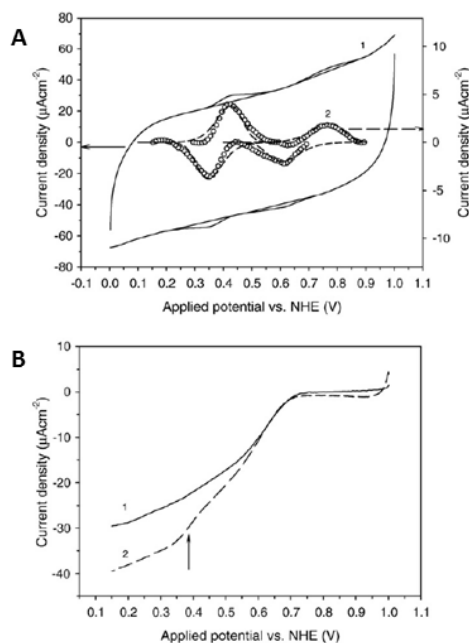 A
80
60
40
20
0
-20
-40
-60
-80
10
5
0
-5
-10
1
2
-0.1 0.0 0.1 0.2 0.3 0.4 0.5 0.6 0.7 0.8 0.9 1.0 1.1
Current density (µAcm-2)
Current density (µAcm-2)
Applied potential vs. NHE (V)
B
10
0
-10
-20
-30
-40
1
2
0.1 0.2 0.3 0.4 0.5 0.6 0.7 0.8 0.9 1.0 1.1
Current density (µAcm-2)
Applied potential vs. NHE (V)